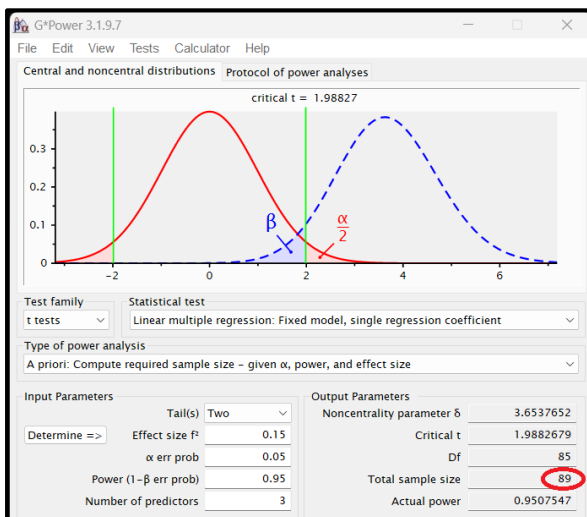 G*Power 3.1.9.7
File Edit View Tests Calculator Help
Central and noncentral distributions Protocol of power analyses
critical t = 1.98827
0.3
0.2
0.1
0
β
α
2
-2 0 2 4 6
Test family Statistical test
t tests Linear multiple regression: Fixed model, single regression coefficient
Type of power analysis
A priori: Compute required sample size – given α, power, and effect size
Input Parameters Output Parameters
Tail(s) Two Noncentrality parameter δ 3.6537652
Determine => Effect size f² 0.15 Critical t 1.9882679
α err prob 0.05 Df 85
Power (1-β err prob) 0.95 Total sample size 89
Number of predictors 3 Actual power 0.9507547